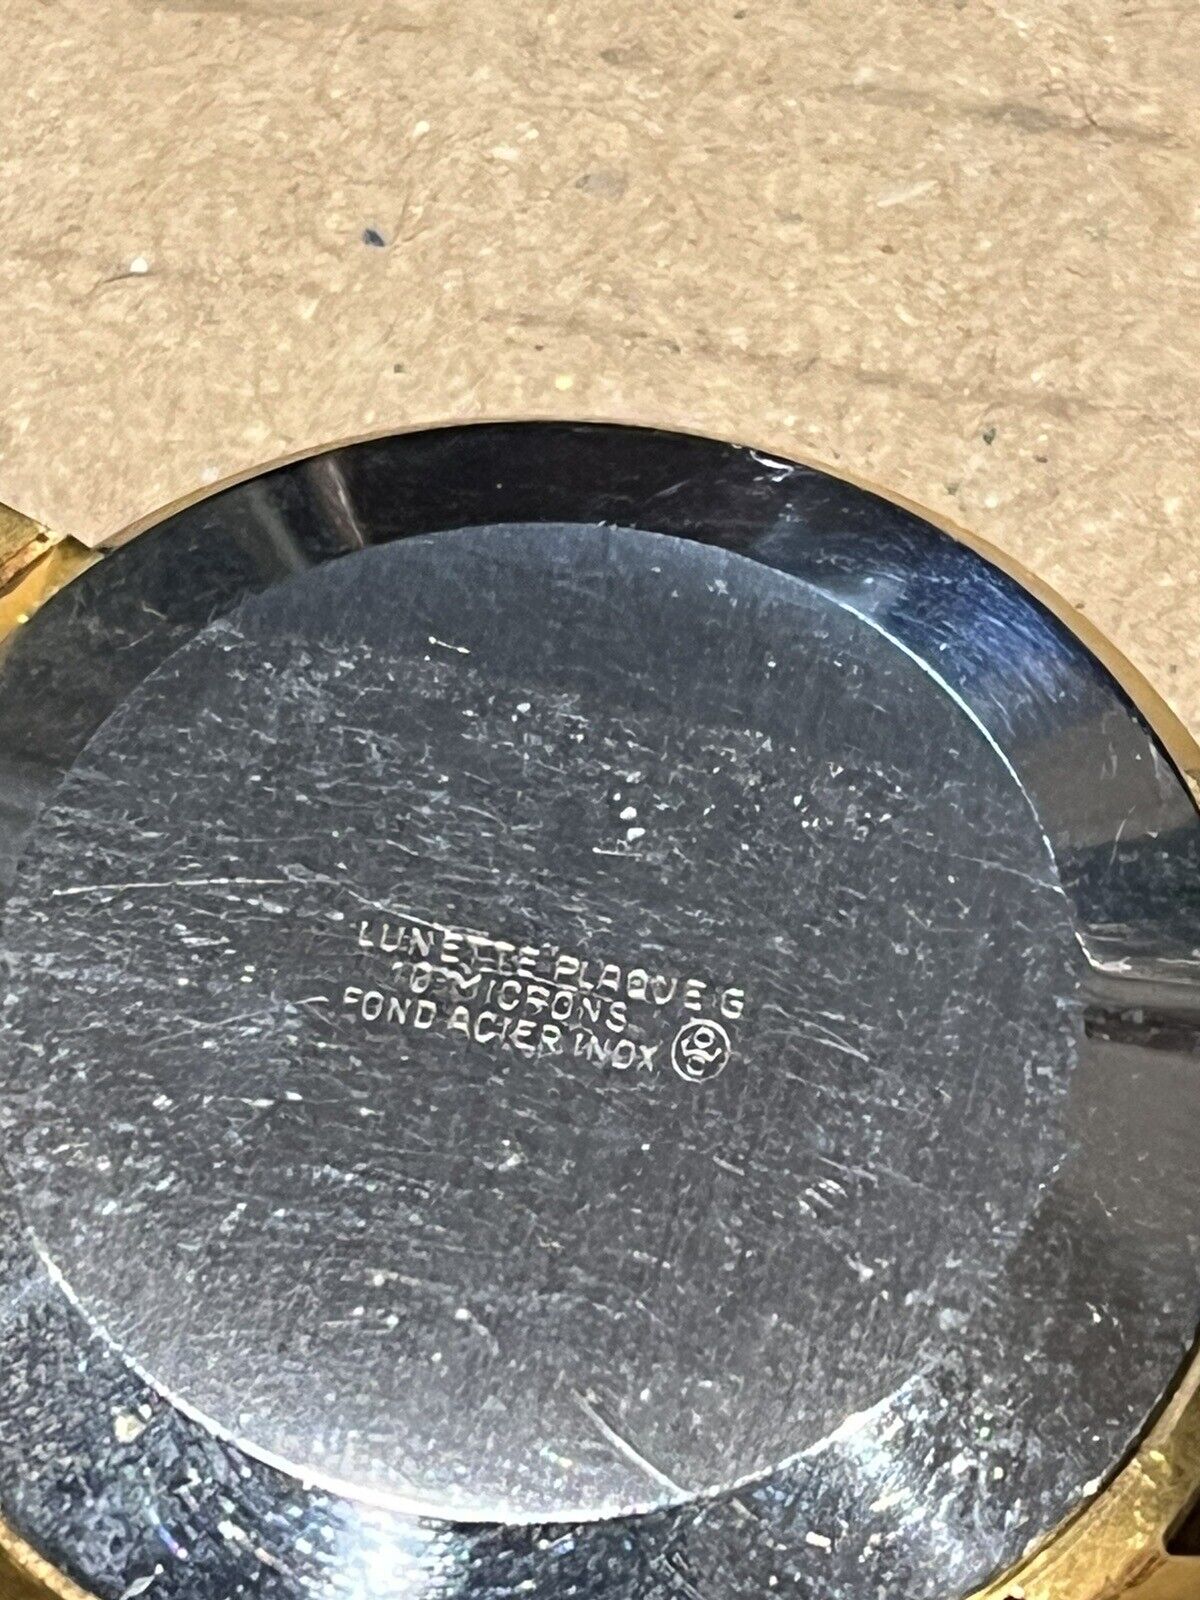 LUNETTE PLAQUE G
10 MICRONS
FOND ACIER INOX